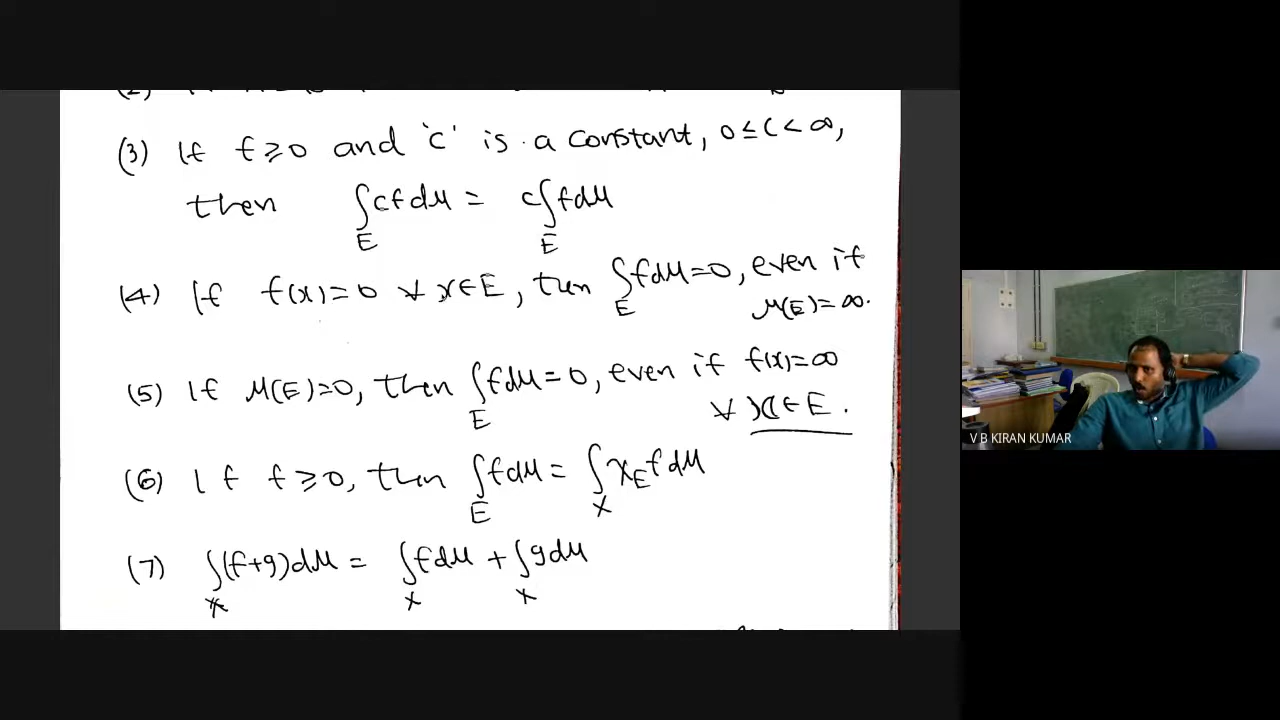 (3) If f ≥ 0 and 'c' is a constant, 0 ≤ c < ∞,
then ∫_E cf dμ = c ∫_E f dμ
(4) If f(x) = 0 ∀ x ∈ E, then ∫_E f dμ = 0, even if
μ(E) = ∞.
(5) If μ(E) = 0, then ∫_E f dμ = 0, even if f(x) = ∞
∀ x ∈ E.
(6) If f ≥ 0, then ∫_E f dμ = ∫_X χ_E f dμ
(7) ∫_X (f+g) dμ = ∫_X f dμ + ∫_X g dμ
V B KIRAN KUMAR